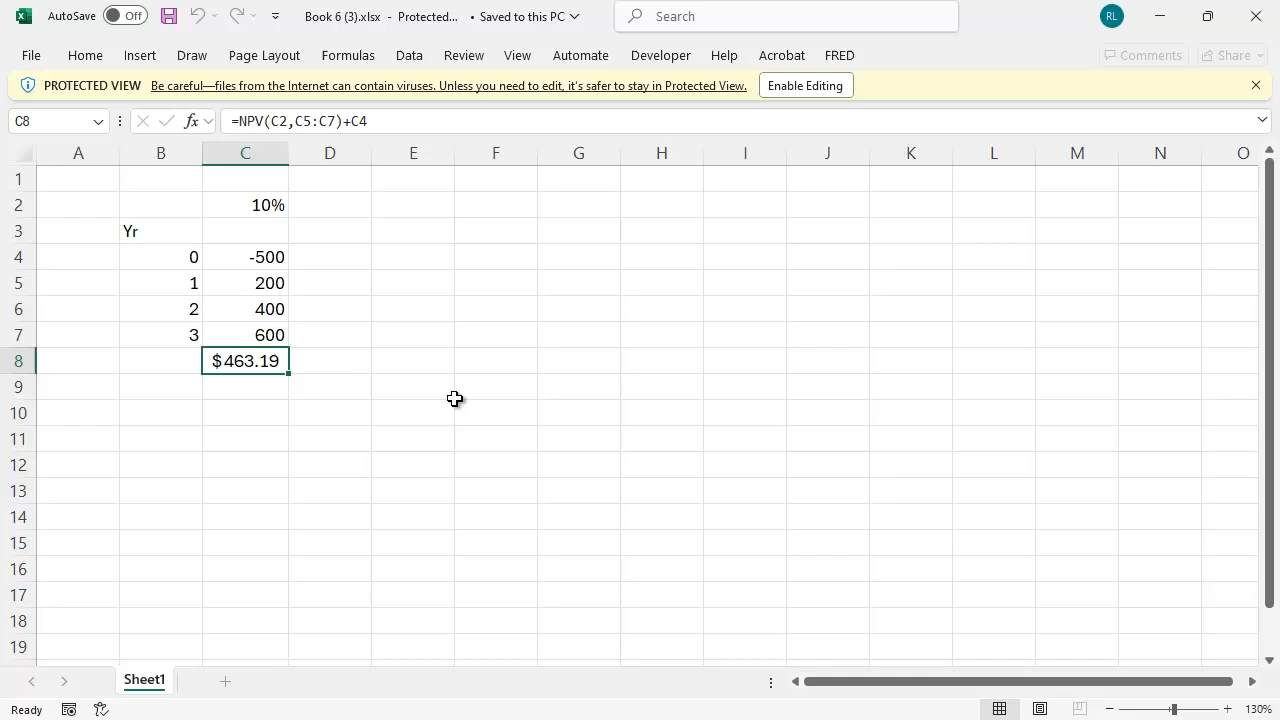 AutoSave Off Book 6 (3).xlsx - Protected... • Saved to this PC Search RL
File Home Insert Draw Page Layout Formulas Data Review View Automate Developer Help Acrobat FRED Comments Share
PROTECTED VIEW Be careful—files from the Internet can contain viruses. Unless you need to edit, it's safer to stay in Protected View. Enable Editing
C8 fx =NPV(C2,C5:C7)+C4
A B C D E F G H I J K L M N O
1
2 10%
3 Yr
4 0 -500
5 1 200
6 2 400
7 3 600
8 $463.19
9
10
11
12
13
14
15
16
17
18
19
Sheet1
Ready 130%